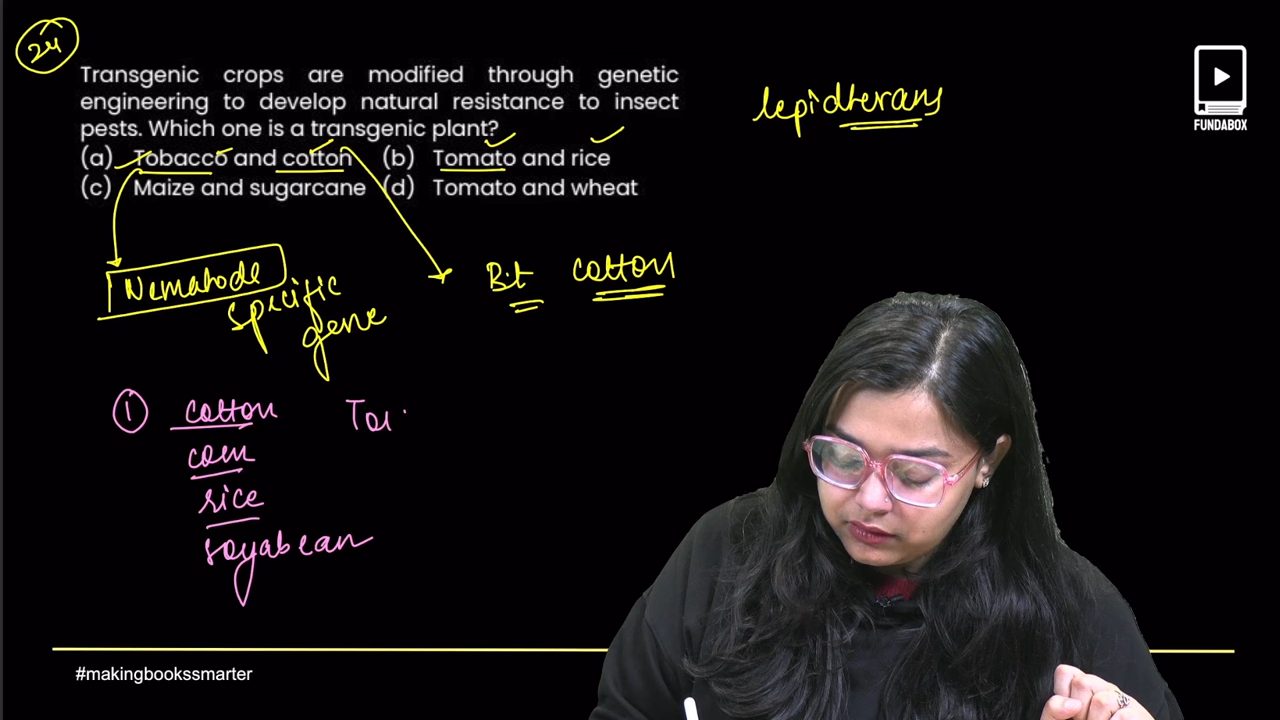 24
Transgenic crops are modified through genetic
engineering to develop natural resistance to insect
pests. Which one is a transgenic plant?
(a) Tobacco and cotton (b) Tomato and rice
(c) Maize and sugarcane (d) Tomato and wheat
lepidterans
FUNDABOX
Nematode
specific
gene
Bt cotton
1 cotton
corn
rice
soyabean
Tor
#makingbookssmarter